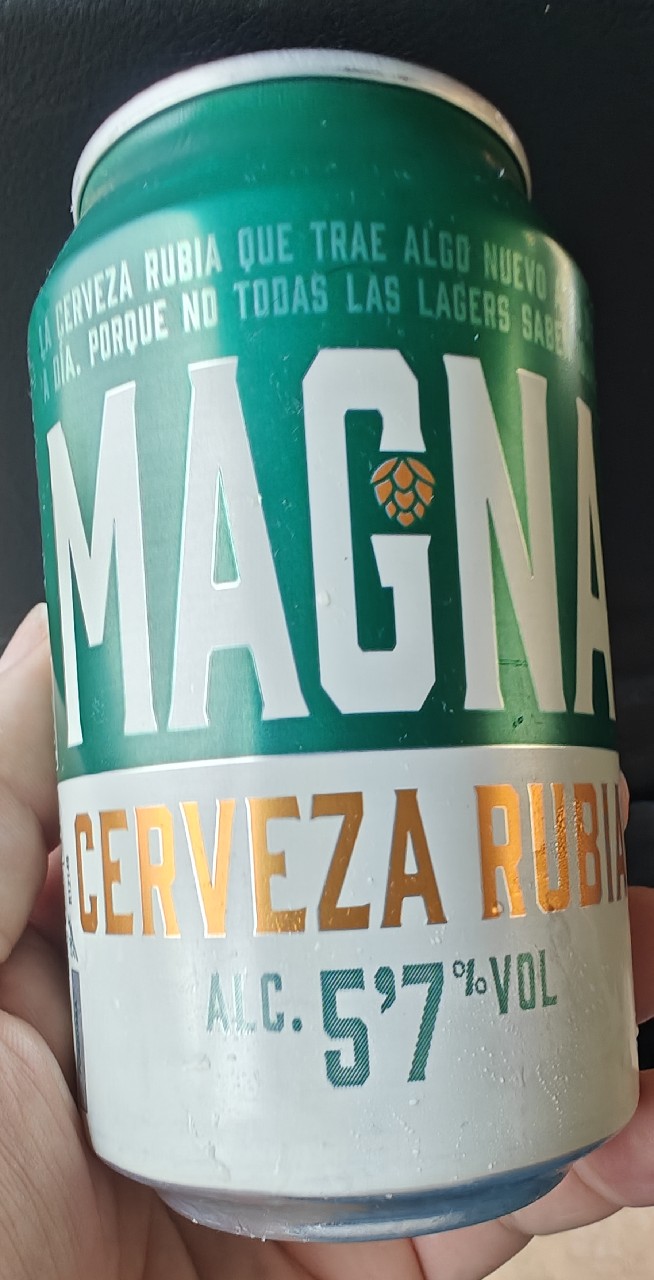 LA CERVEZA RUBIA QUE TRAE ALGO NUEVO
A DÍA. PORQUE NO TODAS LAS LAGERS
MAGNA
CERVEZA RUBIA
ALC. 5'7% VOL